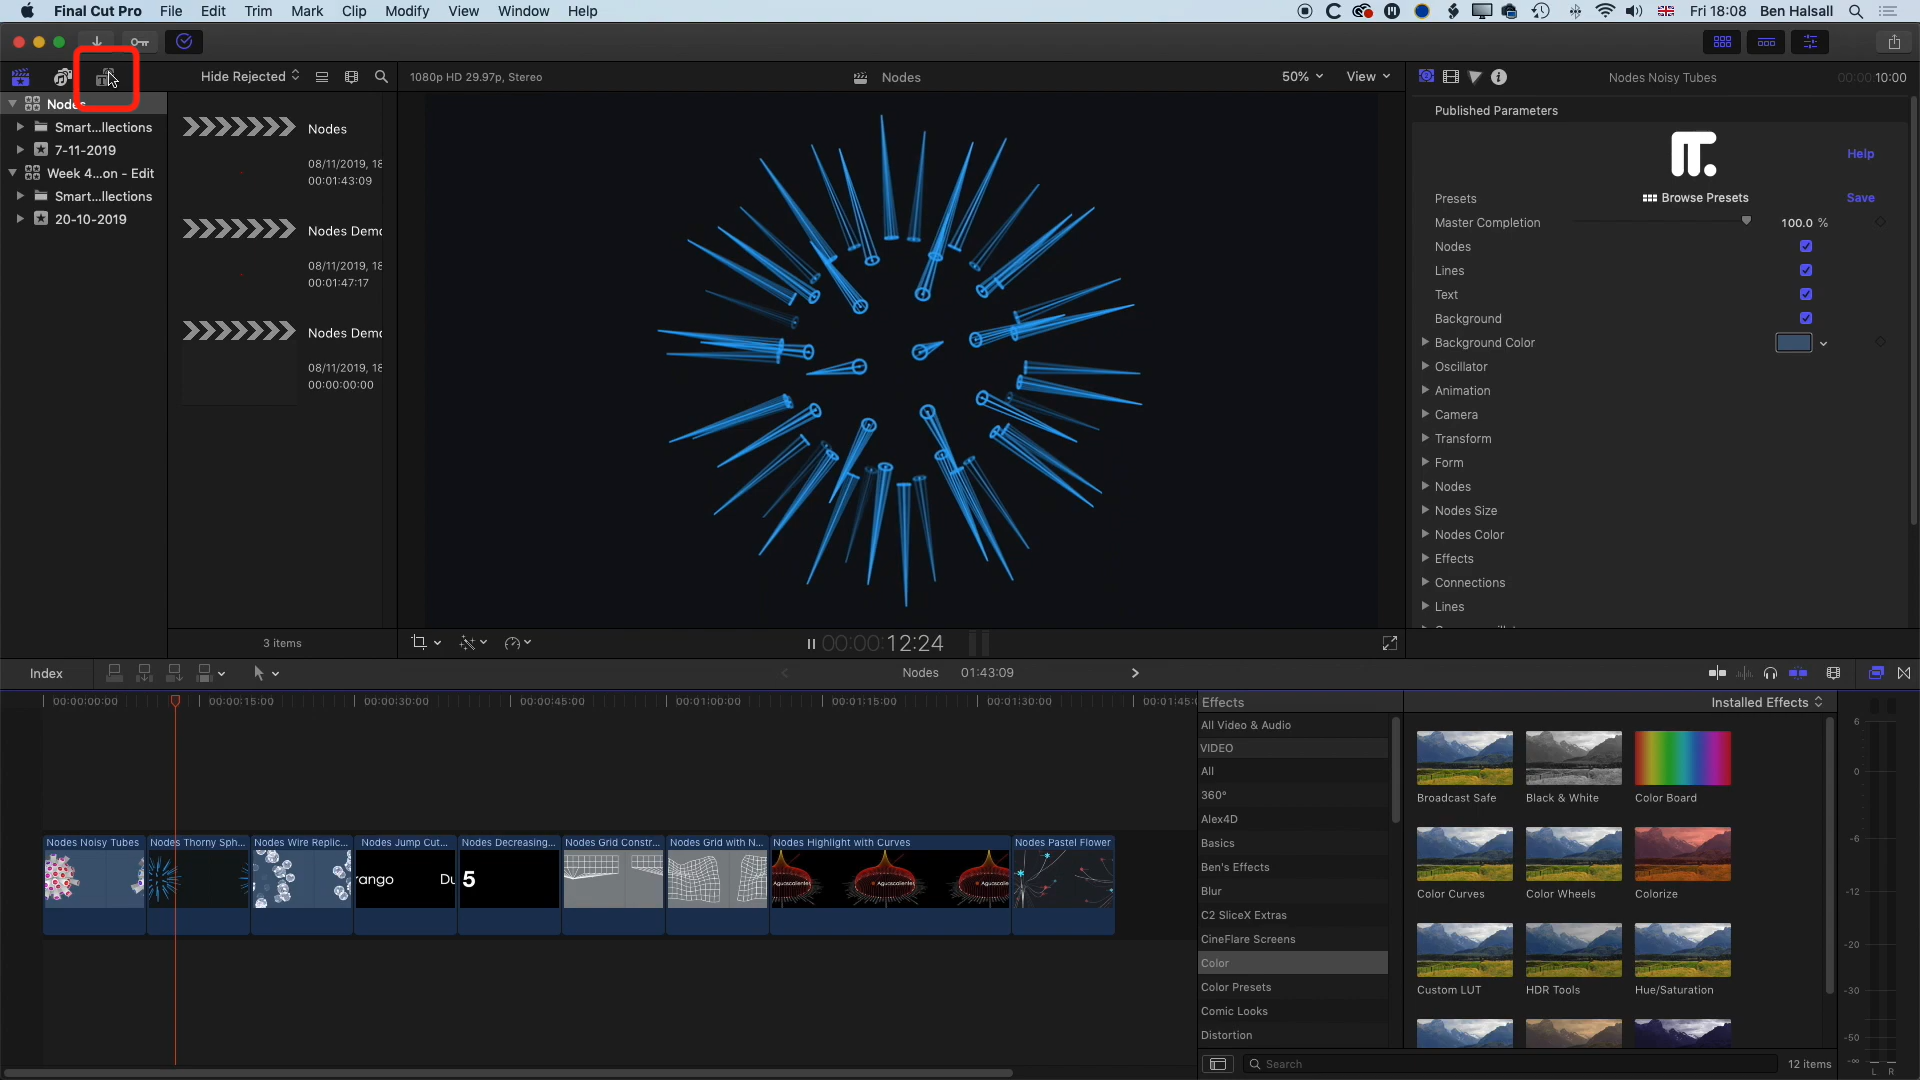 Final Cut Pro File Edit Trim Mark Clip Modify View Window Help Fri 18:08 Ben Halsall
Hide Rejected 1080p HD 29.97p, Stereo Nodes 50% View Nodes Noisy Tubes 00:00:10:00
Nodes
Smart...llections
7-11-2019
Week 4...on - Edit
Smart...llections
20-10-2019
Nodes
08/11/2019, 18
00:01:43:09
Nodes Demo
08/11/2019, 18
00:01:47:17
Nodes Demo
08/11/2019, 18
00:00:00:00
3 items
00:00:00:12:24
Published Parameters
Help
Presets Browse Presets Save
Master Completion 100.0 %
Nodes
Lines
Text
Background
Background Color
Oscillator
Animation
Camera
Transform
Form
Nodes
Nodes Size
Nodes Color
Effects
Connections
Lines
Index Nodes 01:43:09
00:00:00:00 00:00:15:00 00:00:30:00 00:00:45:00 00:01:00:00 00:01:15:00 00:01:30:00 00:01:45:0
Nodes Noisy Tubes Nodes Thorny Sph... Nodes Wire Replic... Nodes Jump Cut... Nodes Decreasing... Nodes Grid Constr... Nodes Grid with N... Nodes Highlight with Curves Nodes Pastel Flower
rango Du 5 Aguascalientes Aguascalientes Aguascalie
Effects Installed Effects
All Video & Audio
VIDEO
All
360°
Alex4D
Basics
Ben's Effects
Blur
C2 SliceX Extras
CineFlare Screens
Color
Color Presets
Comic Looks
Distortion
Broadcast Safe Black & White Color Board
Color Curves Color Wheels Colorize
Custom LUT HDR Tools Hue/Saturation
Search 12 items
6
0
-6
-12
-20
-30
-50
-∞
L R